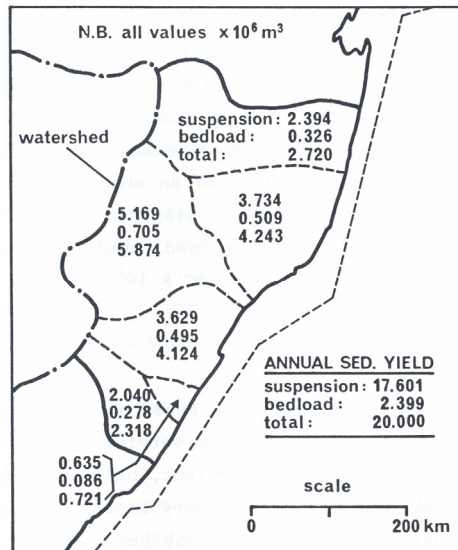 N.B. all values x10⁶ m³
suspension: 2.394
bedload: 0.326
total: 2.720
watershed
3.734
0.509
4.243
5.169
0.705
5.874
3.629
0.495
4.124
2.040
0.278
2.318
0.635
0.086
0.721
ANNUAL SED. YIELD
suspension: 17.601
bedload: 2.399
total: 20.000
scale
0 200 km